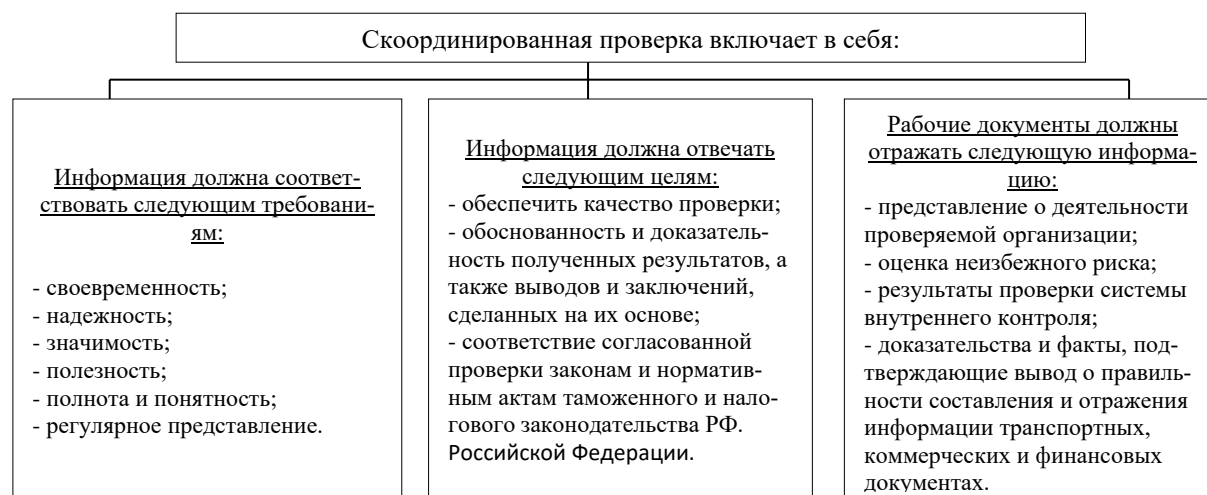 Скоординированная проверка включает в себя:
Информация должна соответ-
ствовать следующим требовани-
ям:
- своевременность;
- надежность;
- значимость;
- полезность;
- полнота и понятность;
- регулярное представление.
Информация должна отвечать
следующим целям:
- обеспечить качество проверки;
- обоснованность и доказатель-
ность полученных результатов, а
также выводов и заключений,
сделанных на их основе;
- соответствие согласованной
проверки законам и норматив-
ным актам таможенного и нало-
гового законодательства РФ.
Российской Федерации.
Рабочие документы должны
отражать следующую информа-
цию:
- представление о деятельности
проверяемой организации;
- оценка неизбежного риска;
- результаты проверки системы
внутреннего контроля;
- доказательства и факты, под-
тверждающие вывод о правиль-
ности составления и отражения
информации транспортных,
коммерческих и финансовых
документах.